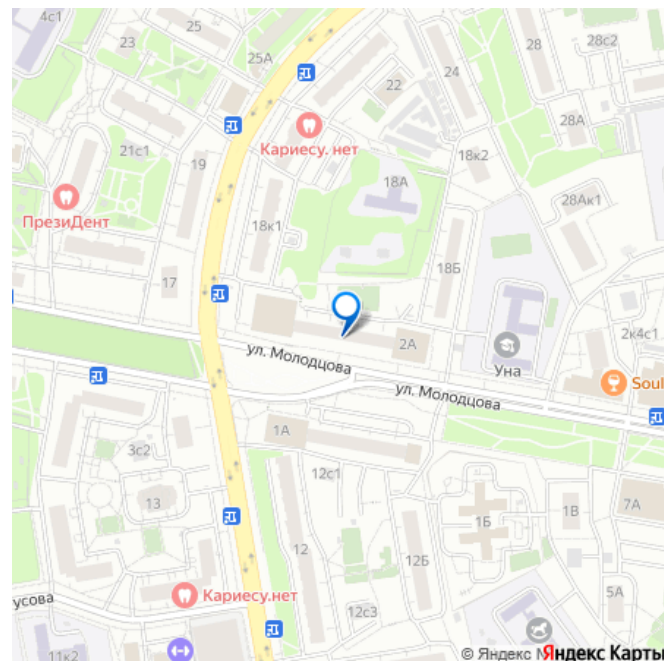 4с1
25
23
25А
28
28с2
24
22
Кариесу. нет
28А
21с1
19
18к2
18А
28Ак1
ПрезиДент
18к1
18Б
17
2А
2к4с1
ул. Молодцова
Уна
Soul
ул. Молодцова
1А
3с2
12с1
13
1Б
1В
7А
12
12Б
5А
усова
Кариесу.нет
12с3
11к2
© Яндекс
Яндекс Карты